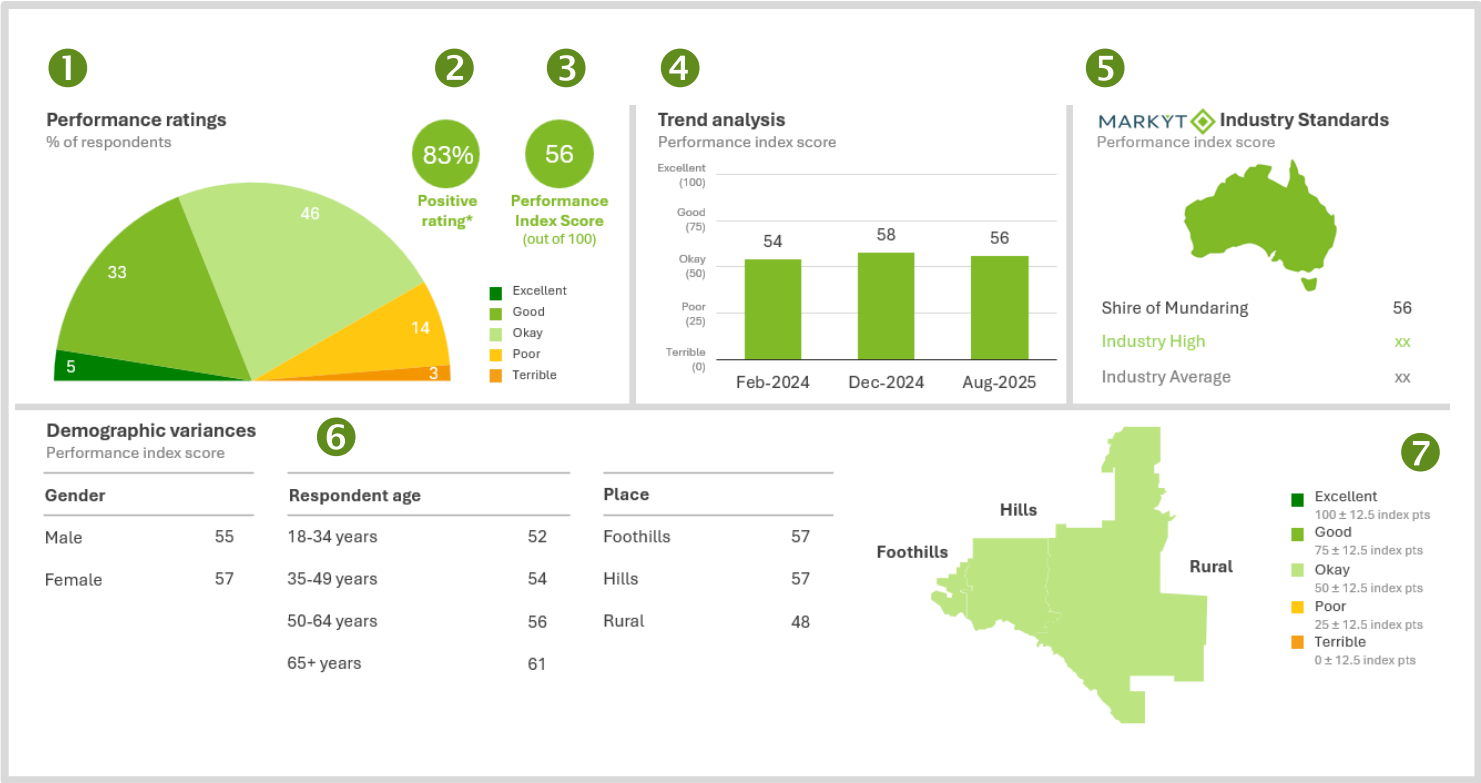 1
2
3
4
5
Performance ratings
% of respondents
5
33
46
14
3
83%
Positive
rating*
56
Performance
Index Score
(out of 100)
Excellent
Good
Okay
Poor
Terrible
Trend analysis
Performance index score
Excellent
(100)
Good
(75)
Okay
(50)
Poor
(25)
Terrible
(0)
54
58
56
Feb-2024
Dec-2024
Aug-2025
MARKYT Industry Standards
Performance index score
Shire of Mundaring 56
Industry High xx
Industry Average xx
Demographic variances
Performance index score
6
7
Gender
Male 55
Female 57
Respondent age
18-34 years 52
35-49 years 54
50-64 years 56
65+ years 61
Place
Foothills 57
Hills 57
Rural 48
Hills
Foothills
Rural
Excellent
100 ± 12.5 index pts
Good
75 ± 12.5 index pts
Okay
50 ± 12.5 index pts
Poor
25 ± 12.5 index pts
Terrible
0 ± 12.5 index pts